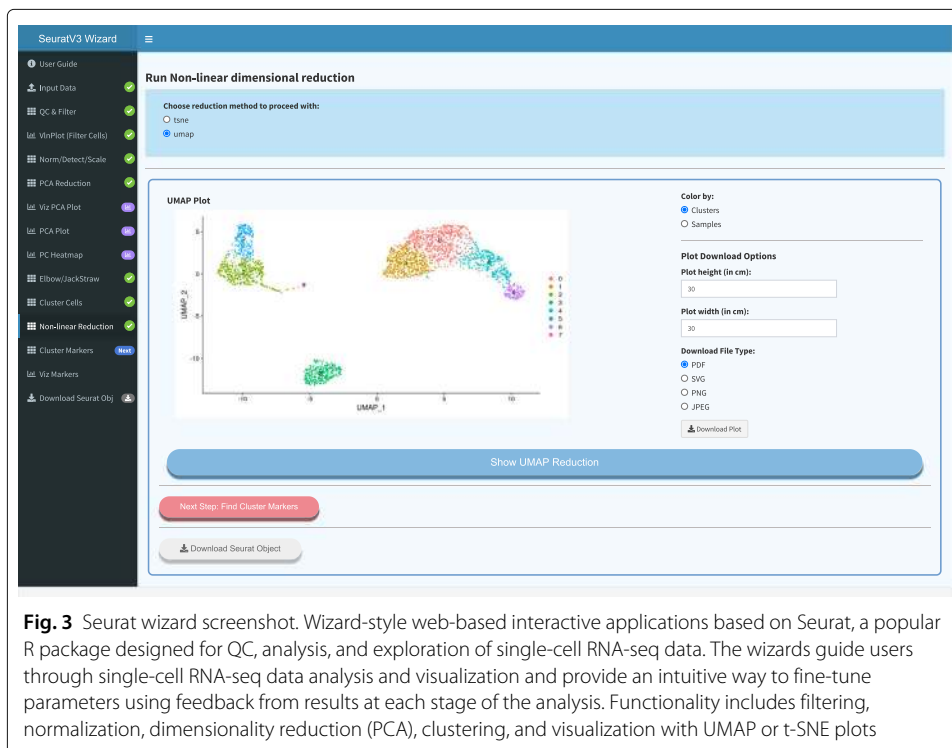 SeuratV3 Wizard
User Guide
Input Data
QC & Filter
VlnPlot (Filter Cells)
Norm/Detect/Scale
PCA Reduction
Viz PCA Plot
PCA Plot
PC Heatmap
Elbow/JackStraw
Cluster Cells
Non-linear Reduction
Cluster Markers Next
Viz Markers
Download Seurat Obj
Run Non-linear dimensional reduction
Choose reduction method to proceed with:
tsne
umap
UMAP Plot
5
0
-5
-10
UMAP_2
-10 -5 0 5 10
UMAP_1
0
1
2
3
4
5
6
7
Color by:
Clusters
Samples
Plot Download Options
Plot height (in cm):
30
Plot width (in cm):
30
Download File Type:
PDF
SVG
PNG
JPEG
Download Plot
Show UMAP Reduction
Next Step: Find Cluster Markers
Download Seurat Object
Fig. 3 Seurat wizard screenshot. Wizard-style web-based interactive applications based on Seurat, a popular
R package designed for QC, analysis, and exploration of single-cell RNA-seq data. The wizards guide users
through single-cell RNA-seq data analysis and visualization and provide an intuitive way to fine-tune
parameters using feedback from results at each stage of the analysis. Functionality includes filtering,
normalization, dimensionality reduction (PCA), clustering, and visualization with UMAP or t-SNE plots